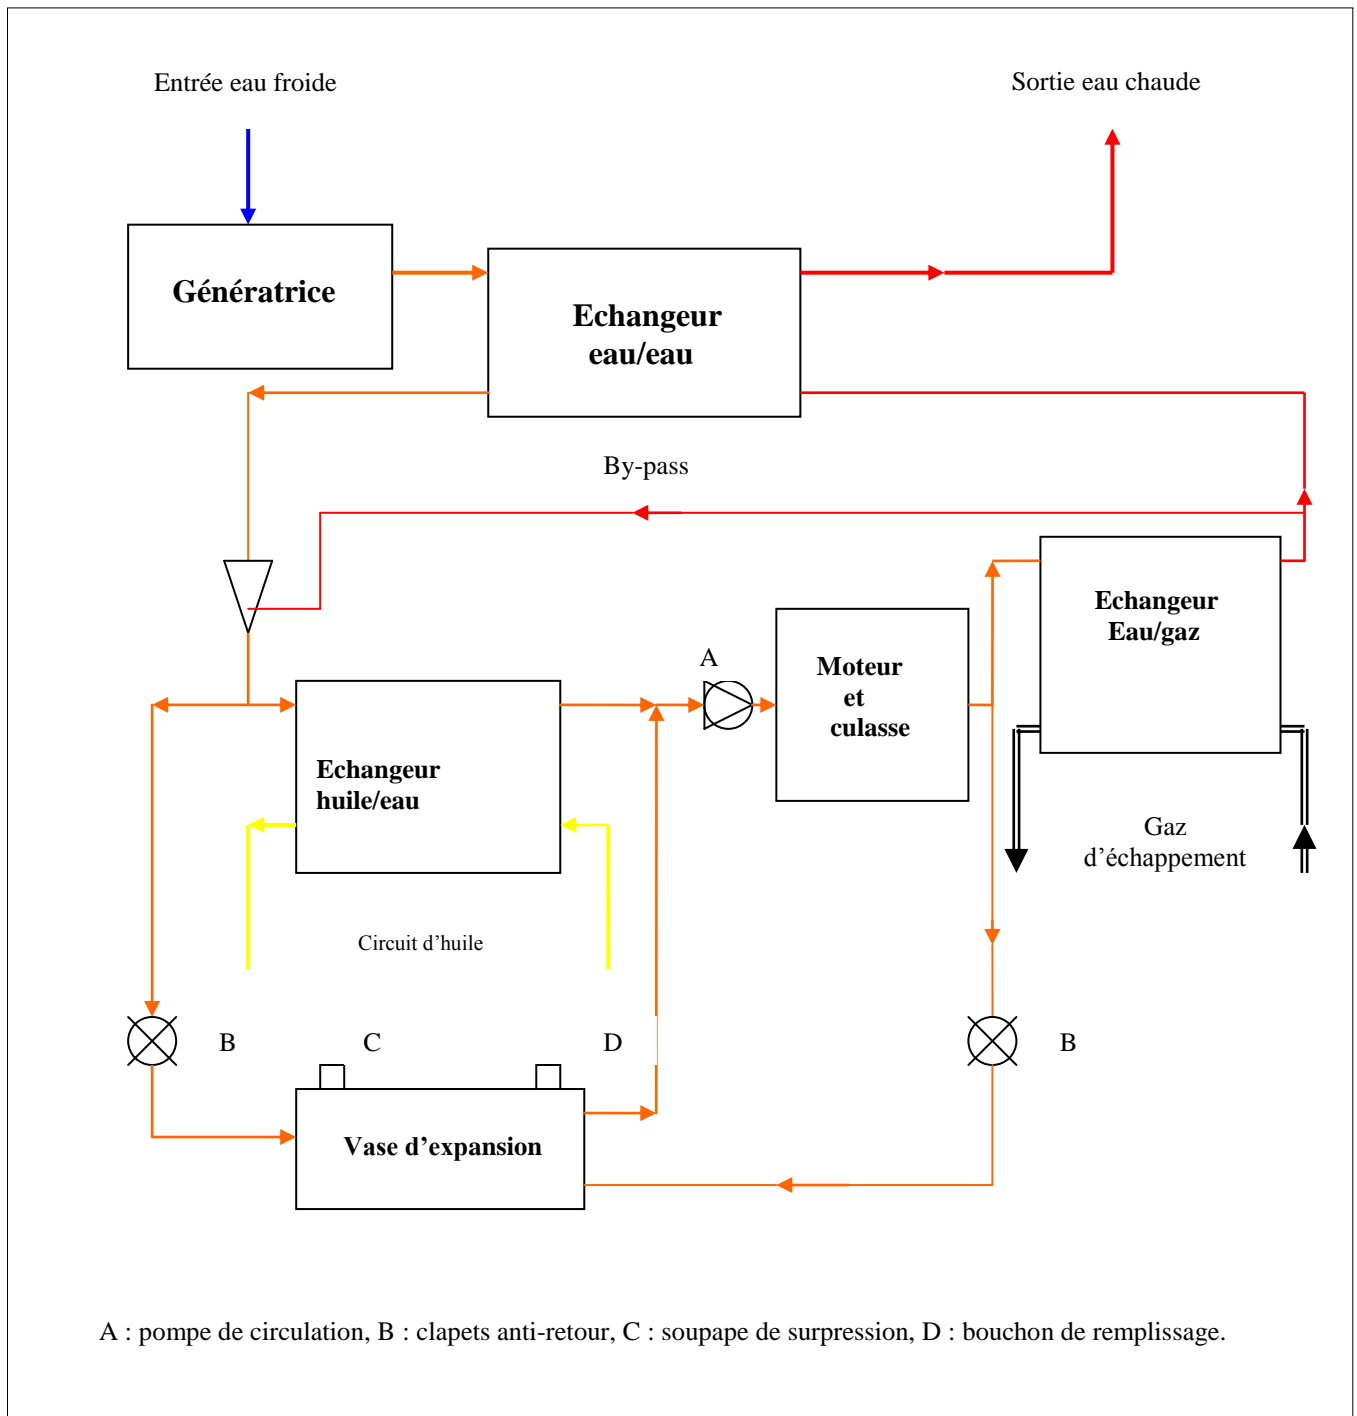 Entrée eau froide
Sortie eau chaude
Génératrice
Echangeur
eau/eau
By-pass
Echangeur
Eau/gaz
A
Moteur
et
culasse
Echangeur
huile/eau
Gaz
d’échappement
Circuit d’huile
B
C
D
B
Vase d’expansion
A : pompe de circulation, B : clapets anti-retour, C : soupape de surpression, D : bouchon de remplissage.